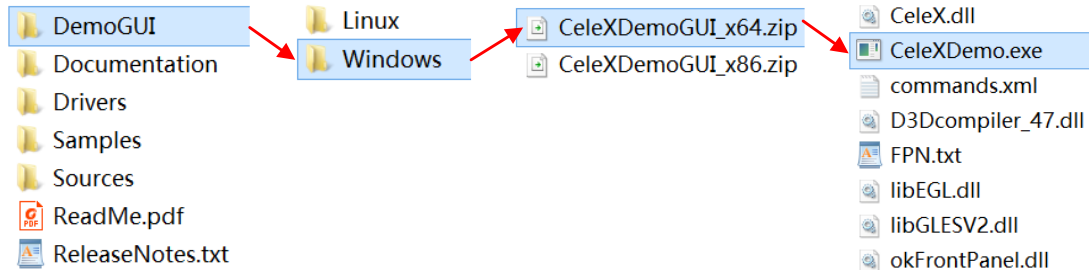 DemoGUI
Documentation
Drivers
Samples
Sources
ReadMe.pdf
ReleaseNotes.txt
Linux
Windows
CeleXDemoGUI_x64.zip
CeleXDemoGUI_x86.zip
CeleX.dll
CeleXDemo.exe
commands.xml
D3Dcompiler_47.dll
FPN.txt
libEGL.dll
libGLESV2.dll
okFrontPanel.dll